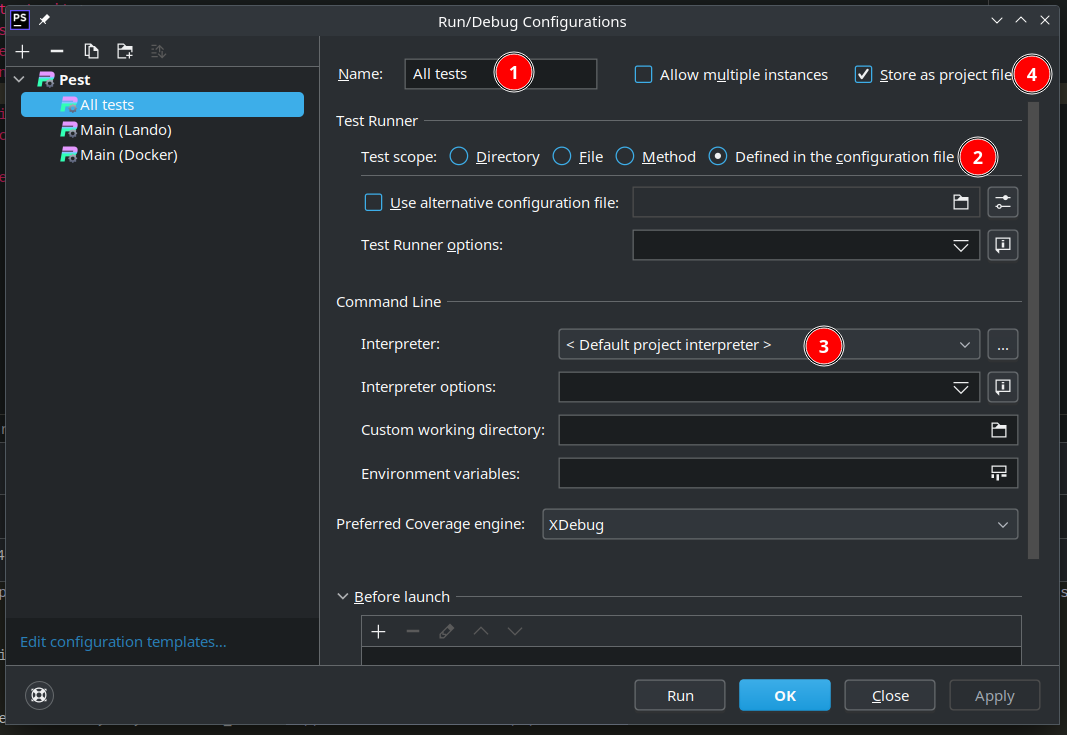 PS
Run/Debug Configurations
Pest
All tests
Main (Lando)
Main (Docker)
Edit configuration templates...
Name: All tests 1 Allow multiple instances Store as project file 4
Test Runner
Test scope: Directory File Method Defined in the configuration file 2
Use alternative configuration file:
Test Runner options:
Command Line
Interpreter: < Default project interpreter > 3 ...
Interpreter options:
Custom working directory:
Environment variables:
Preferred Coverage engine: XDebug
Before launch
Run OK Close Apply